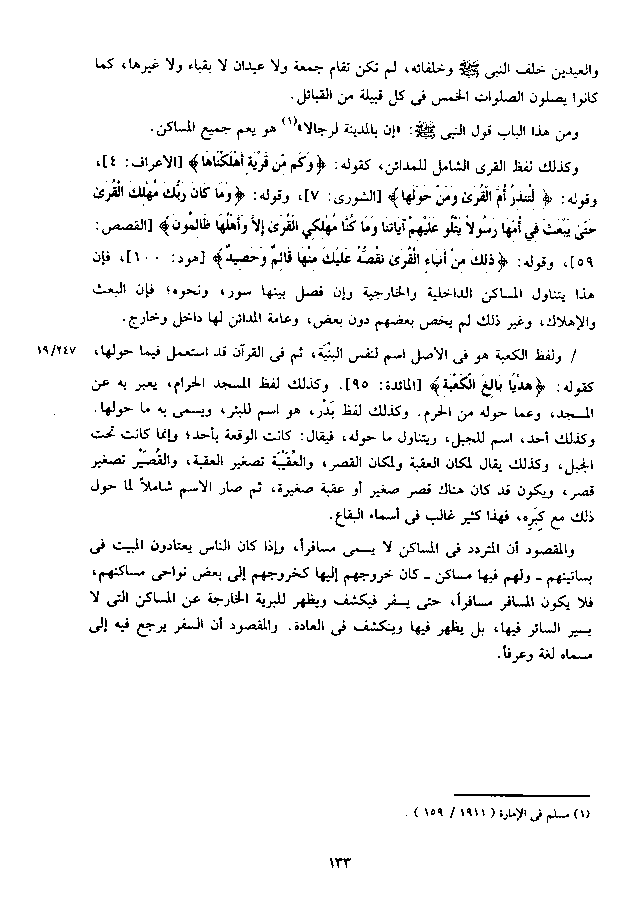 والعيدين خلف النبي ﷺ وخلفائه، لم تكن تقام جمعة ولا عيدان لا بقباء ولا غيرها، كما
كانوا يصلون الصلوات الخمس في كل قبيلة من القبائل.
ومن هذا الباب قول النبي ﷺ: «إن بالمدينة لرجالا»(١) هو يعم جميع المساكن.
وكذلك لفظ القرى الشامل للمدائن، كقوله: ﴿وَكَم مِّن قَرْيَةٍ أَهْلَكْنَاهَا﴾ [الأعراف: ٤]،
وقوله: ﴿لِتُنذِرَ أُمَّ الْقُرَىٰ وَمَنْ حَوْلَهَا﴾ [الشورى: ٧]، وقوله: ﴿وَمَا كَانَ رَبُّكَ مُهْلِكَ الْقُرَىٰ
حَتَّىٰ يَبْعَثَ فِي أُمِّهَا رَسُولاً يَتْلُو عَلَيْهِمْ آيَاتِنَا وَمَا كُنَّا مُهْلِكِي الْقُرَىٰ إِلاَّ وَأَهْلُهَا ظَالِمُونَ﴾ [القصص:
٥٩]، وقوله: ﴿ذَٰلِكَ مِنْ أَنبَاءِ الْقُرَىٰ نَقُصُّهُ عَلَيْكَ مِنْهَا قَائِمٌ وَحَصِيدٌ﴾ [هود: ١٠٠]، فإن
هذا يتناول المساكن الداخلية والخارجية وإن فصل بينها سور، ونحوه؛ فإن البعث
والإهلاك، وغير ذلك لم يخص بعضهم دون بعض، وعامة المدائن لها داخل وخارج.
/ ولفظ الكعبة هو في الأصل اسم لنفس البنْيَة، ثم في القرآن قد استعمل فيما حولها، ١٩/٢٤٧
كقوله: ﴿هَدْيًا بَالِغَ الْكَعْبَةِ﴾ [المائدة: ٩٥]. وكذلك لفظ المسجد الحرام، يعبر به عن
المسجد، وعما حوله من الحرم. وكذلك لفظ بَدْر، هو اسم للبئر، ويسمى به ما حولها.
وكذلك أحد، اسم للجبل، ويتناول ما حوله، فيقال: كانت الوقعة بأحد؛ وإنما كانت تحت
الجبل، وكذلك يقال لمكان العقبة ولمكان القصر، والعُقَيْبَة تصغير العقبة، والقُصَيْر تصغير
قصر، ويكون قد كان هناك قصر صغير أو عقبة صغيرة، ثم صار الاسم شاملاً لما حول
ذلك مع كبَره، فهذا كثير غالب في أسماء البقاع.
والمقصود أن المتردد في المساكن لا يسمى مسافراً، وإذا كان الناس يعتادون المبيت في
بساتينهم ـ ولهم فيها مساكن ـ كان خروجهم إليها كخروجهم إلى بعض نواحي مساكنهم،
فلا يكون المسافر مسافراً، حتى يسفر فيكشف ويظهر للبرية الخارجة عن المساكن التي لا
يسير السائر فيها، بل يظهر فيها وينكشف في العادة. والمقصود أن السفر يرجع فيه إلى
مسماه لغة وعرفاً.
(١) مسلم في الإمارة ( ١٩١١ / ١٥٩ ) .
١٣٣